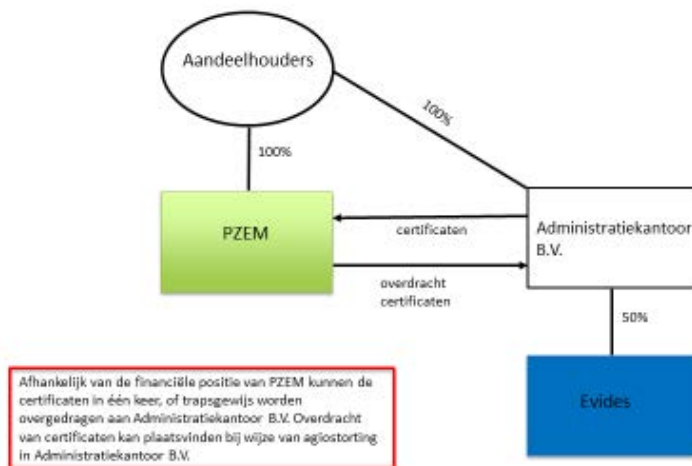 Aandeelhouders
100%
100%
PZEM
certificaten
Administratiekantoor
B.V.
overdracht
certificaten
50%
Afhankelijk van de financiële positie van PZEM kunnen de
certificaten in één keer, of trapsgewijs worden
overgedragen aan Administratiekantoor B.V. Overdracht
van certificaten kan plaatsvinden bij wijze van agiostorting
in Administratiekantoor B.V.
Evides